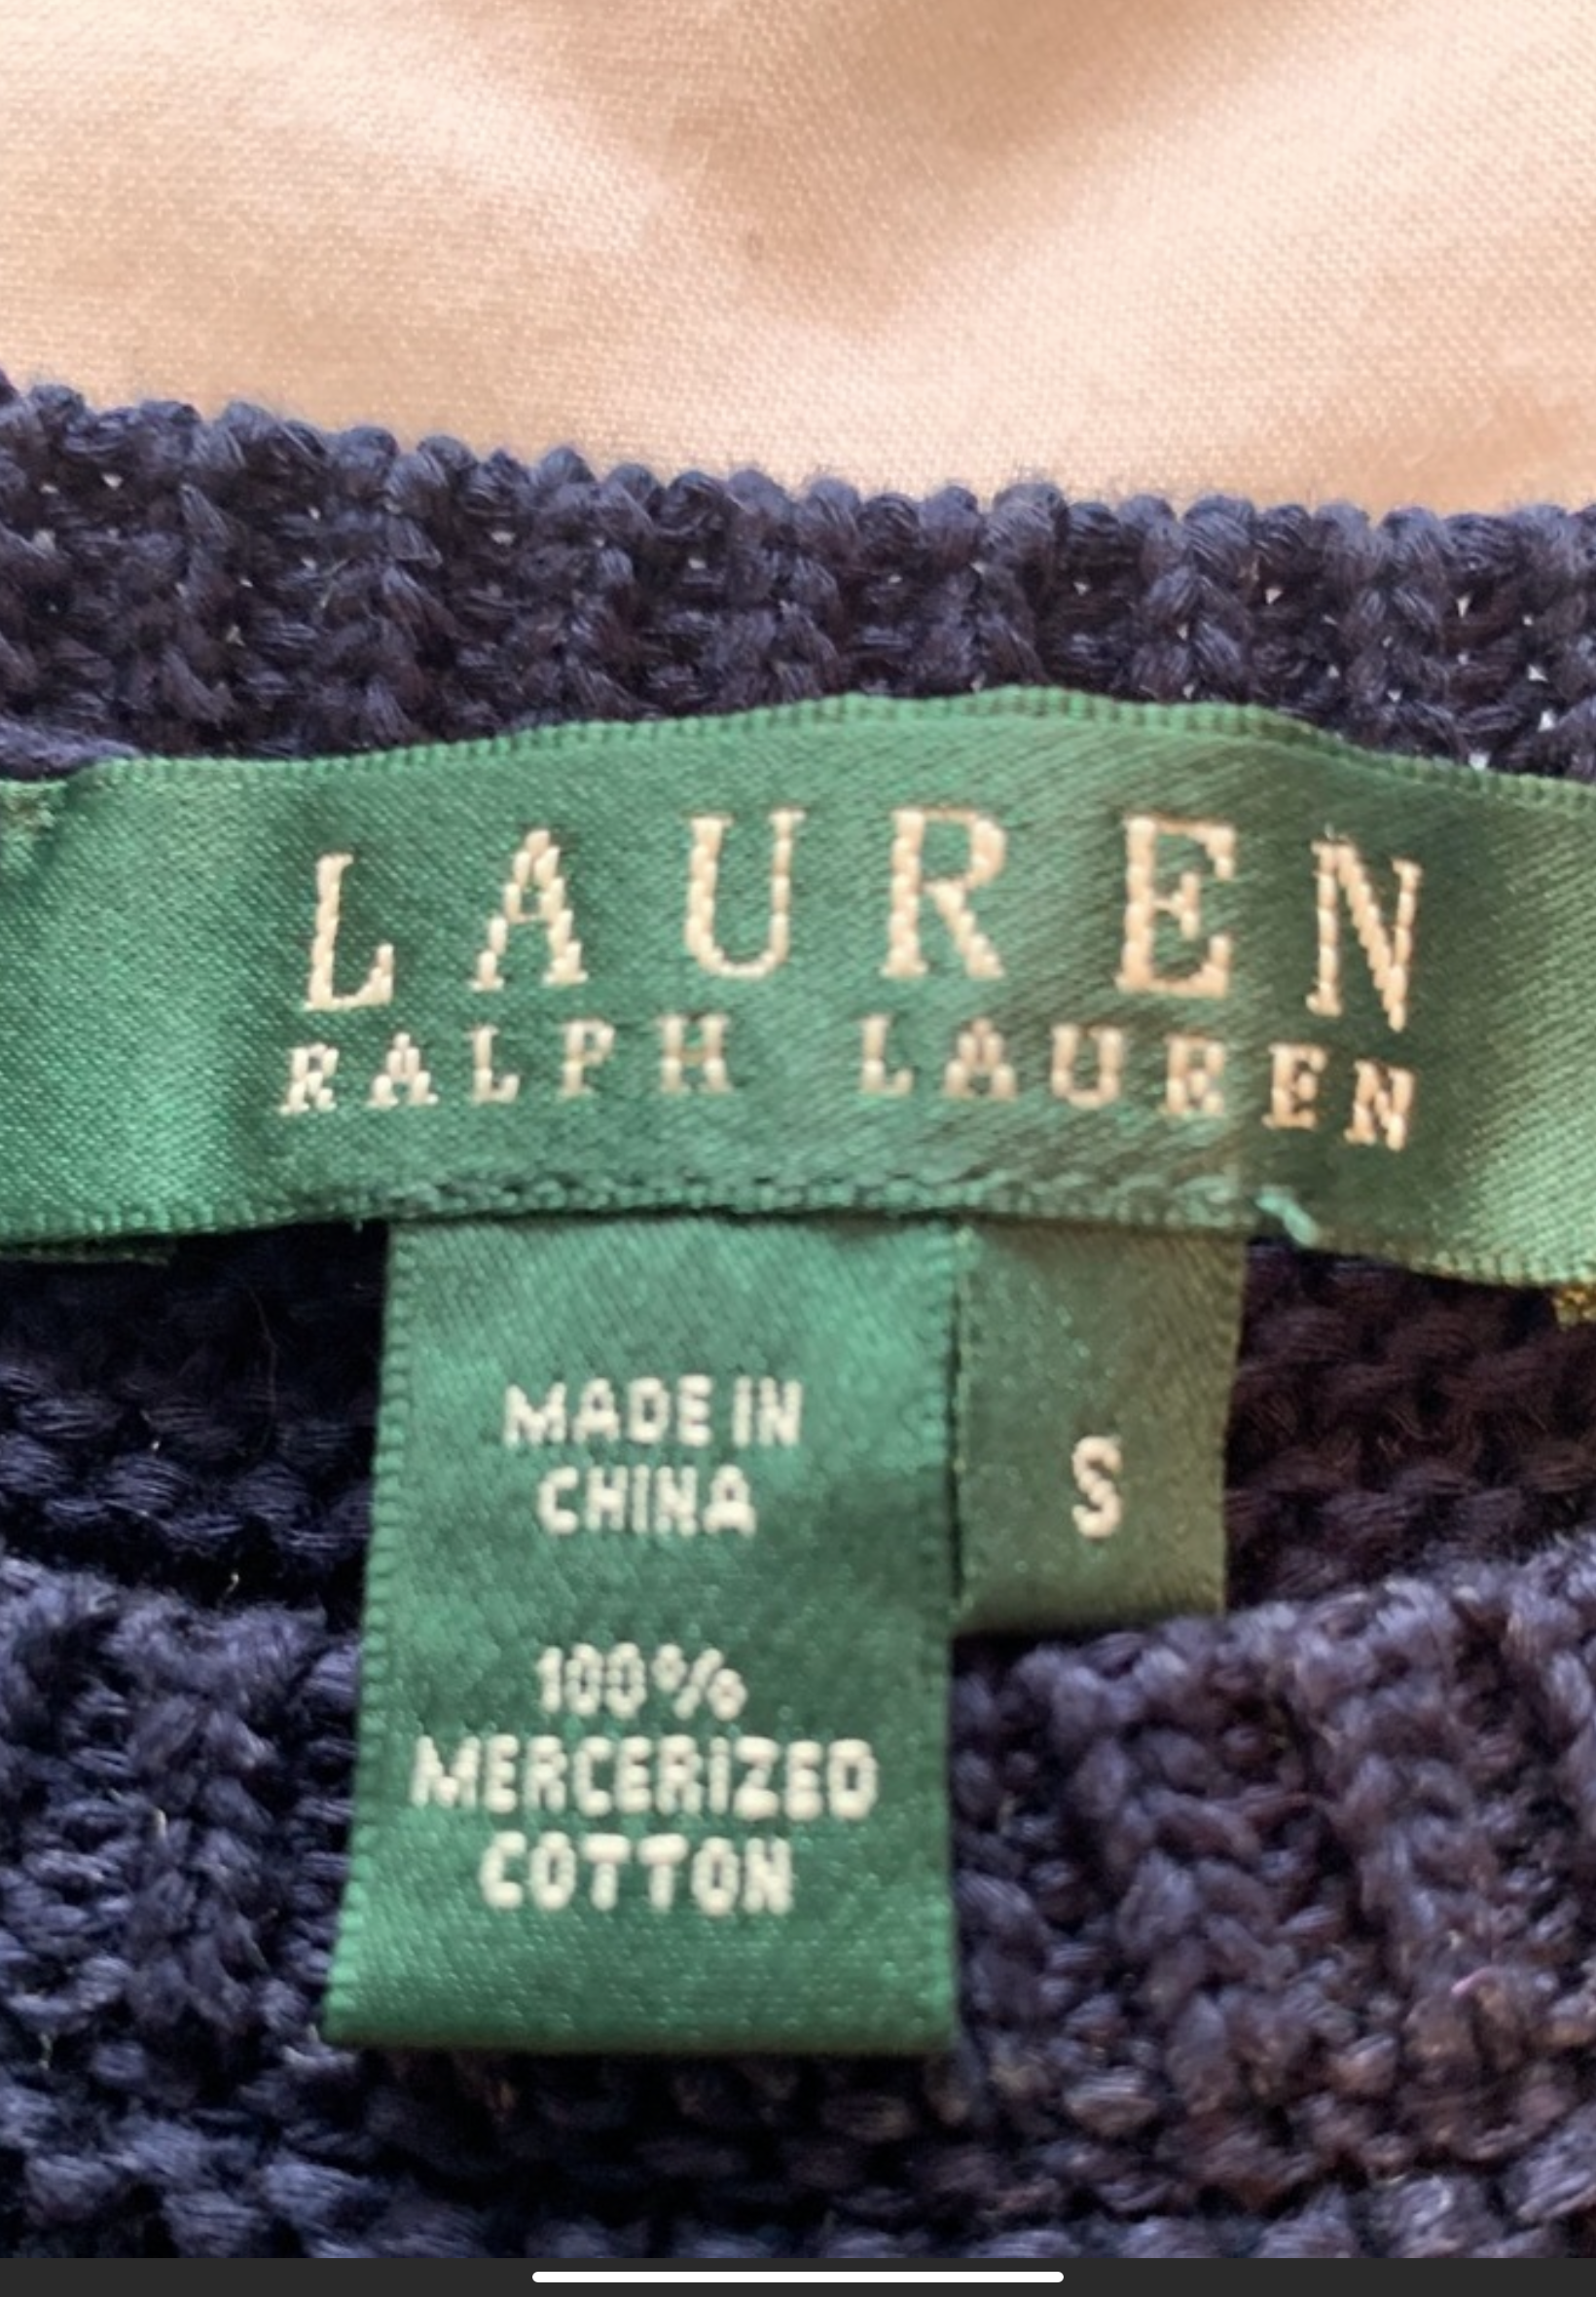 LAUREN
RALPH LAUREN
MADE IN
CHINA
S
100%
MERCERIZED
COTTON